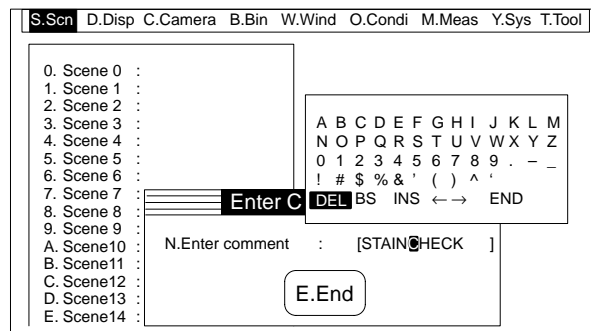 S.Scn D.Disp C.Camera B.Bin W.Wind O.Condi M.Meas Y.Sys T.Tool
0. Scene 0 :
1. Scene 1 :
2. Scene 2 :
3. Scene 3 :
4. Scene 4 :
5. Scene 5 :
6. Scene 6 :
7. Scene 7 :
8. Scene 8 :
9. Scene 9 :
A. Scene10 :
B. Scene11 :
C. Scene12 :
D. Scene13 :
E. Scene14 :
A B C D E F G H I J K L M
N O P Q R S T U V W X Y Z
0 1 2 3 4 5 6 7 8 9 . – _
! # $ % & ’ ( ) ^ ‘
DEL BS INS ←→ END
Enter C
N.Enter comment : [STAINCHECK ]
E.End